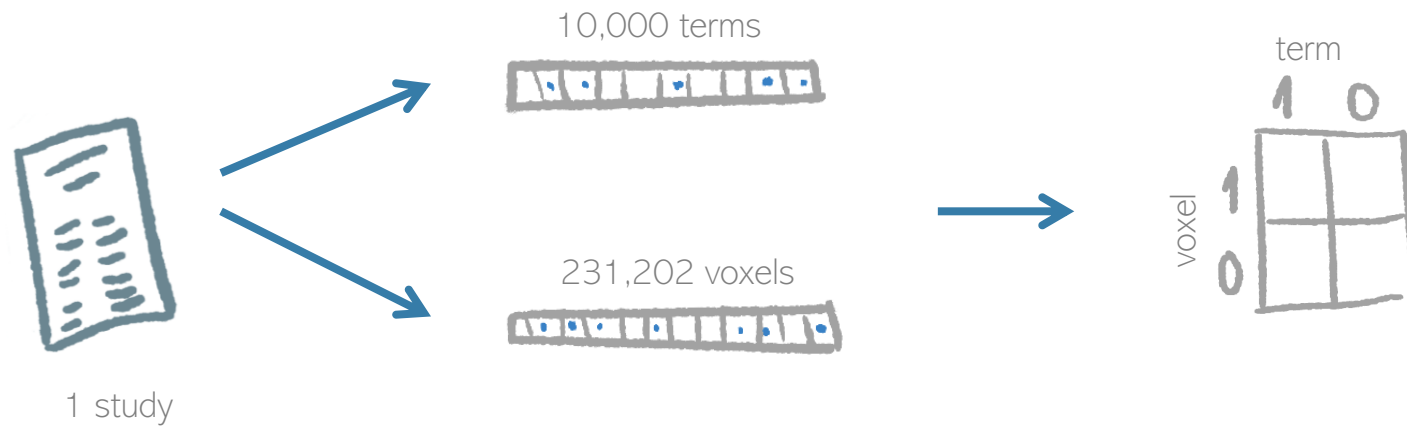 1 study
10,000 terms
231,202 voxels
term
1 0
voxel
1
0